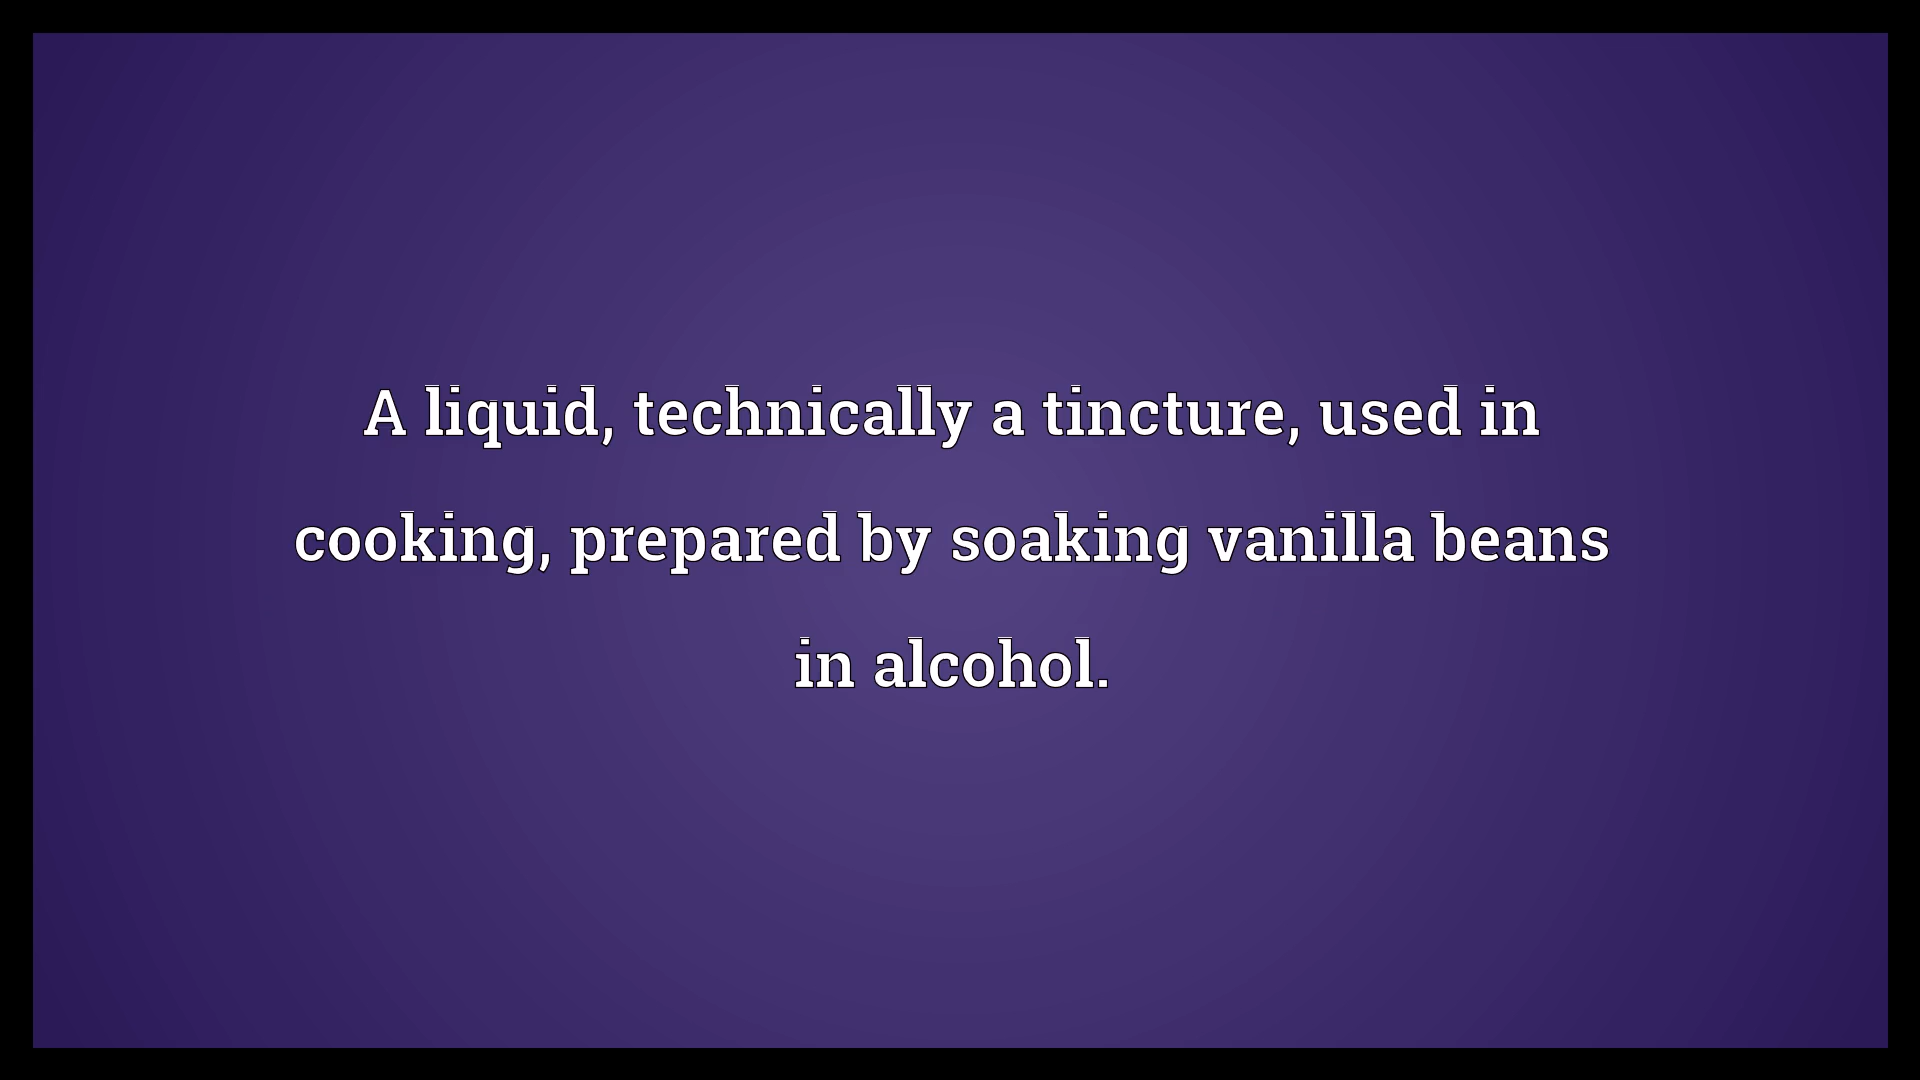 A liquid, technically a tincture, used in
cooking, prepared by soaking vanilla beans
in alcohol.